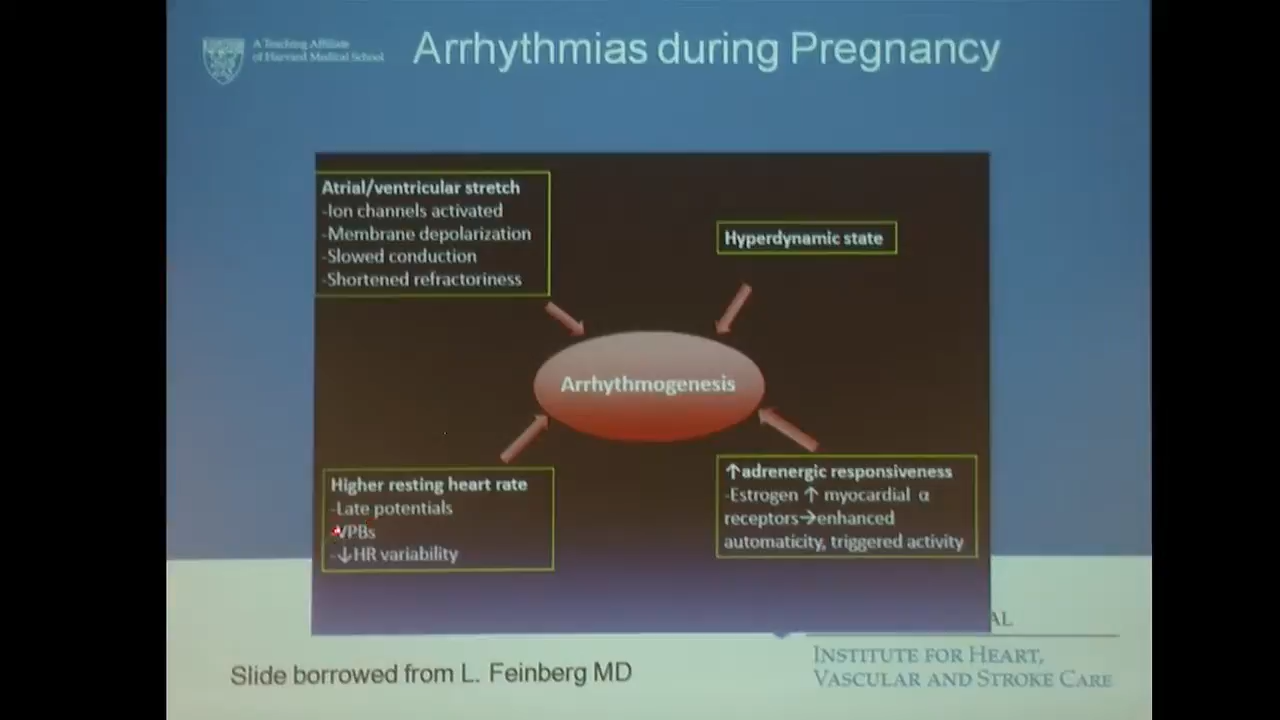 A Teaching Affiliate
of Harvard Medical School
Arrhythmias during Pregnancy
Atrial/ventricular stretch
-Ion channels activated
-Membrane depolarization
-Slowed conduction
-Shortened refractoriness
Hyperdynamic state
Arrhythmogenesis
Higher resting heart rate
-Late potentials
-VPBs
-↓HR variability
↑adrenergic responsiveness
-Estrogen ↑ myocardial α
receptors→enhanced
automaticity, triggered activity
AL
INSTITUTE FOR HEART,
VASCULAR AND STROKE CARE
Slide borrowed from L. Feinberg MD